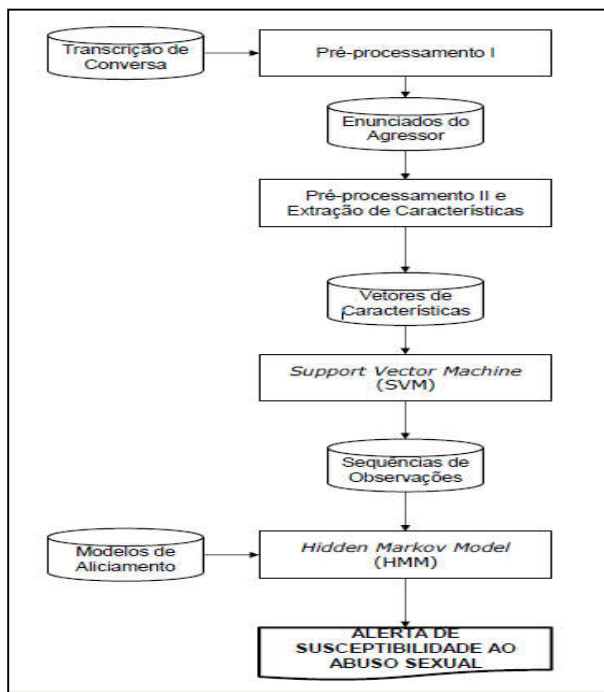 Transcrição de
Conversa
Pré-processamento I
Enunciados do
Agressor
Pré-processamento II e
Extração de Características
Vetores de
Características
Support Vector Machine
(SVM)
Sequências de
Observações
Modelos de
Aliciamento
Hidden Markov Model
(HMM)
ALERTA DE
SUSCEPTIBILIDADE AO
ABUSO SEXUAL